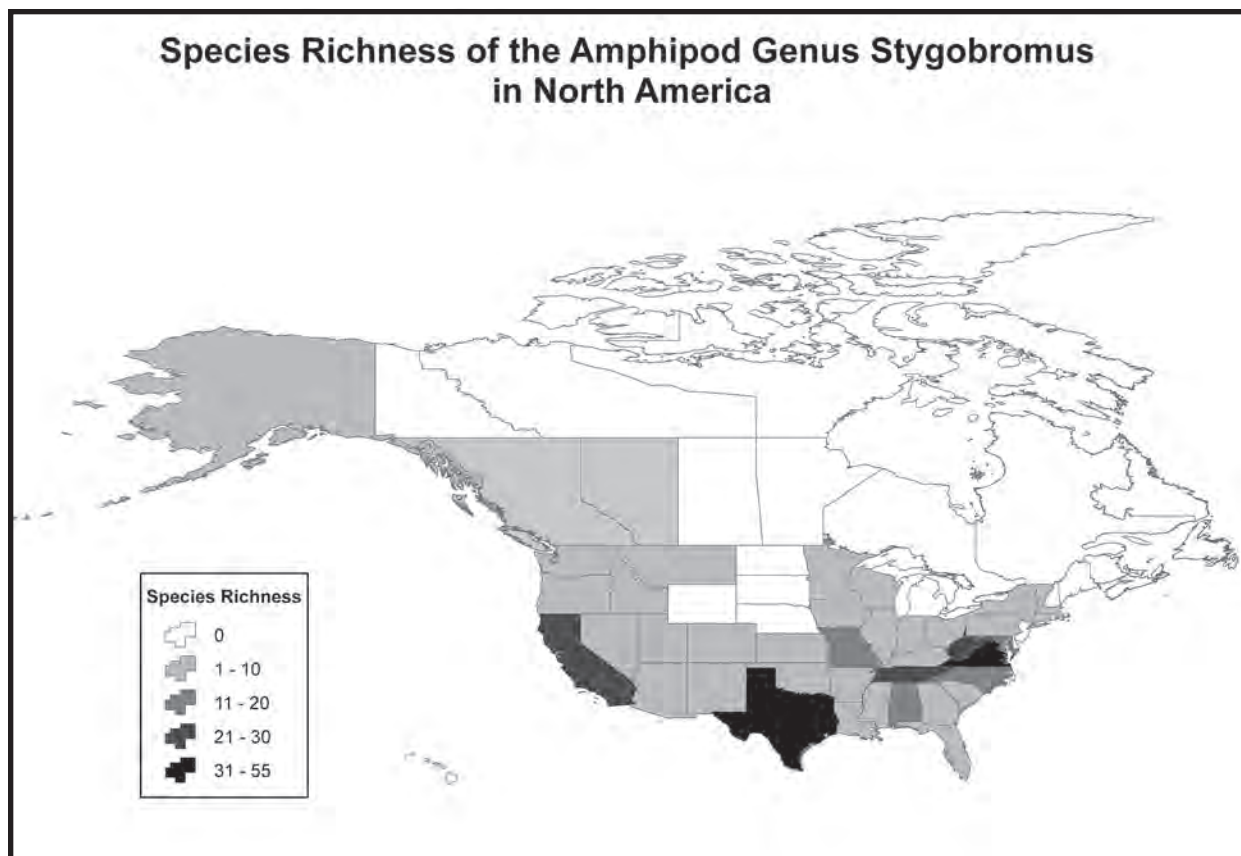 Species Richness of the Amphipod Genus Stygobromus
in North America
Species Richness
0
1 - 10
11 - 20
21 - 30
31 - 55